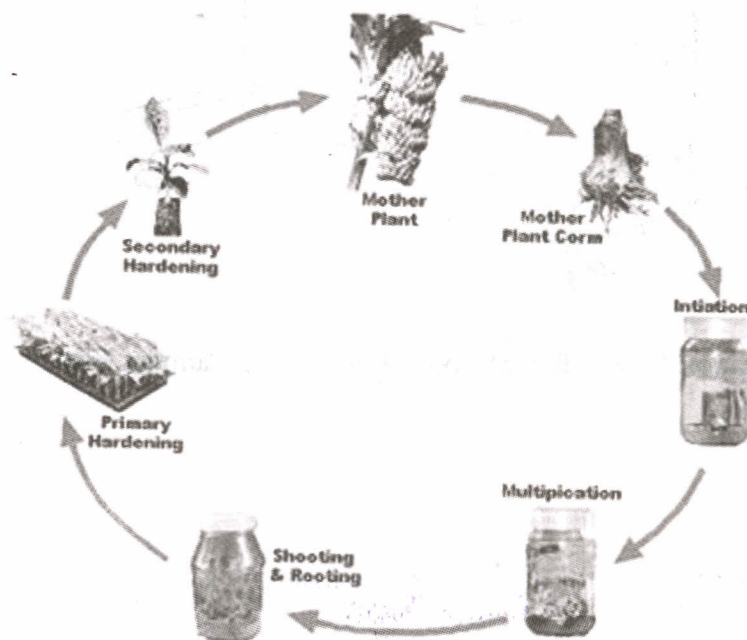 Mother
Plant
Mother
Plant Corm
Intiation
Multipication
Shooting
& Rooting
Primary
Hardening
Secondary
Hardening